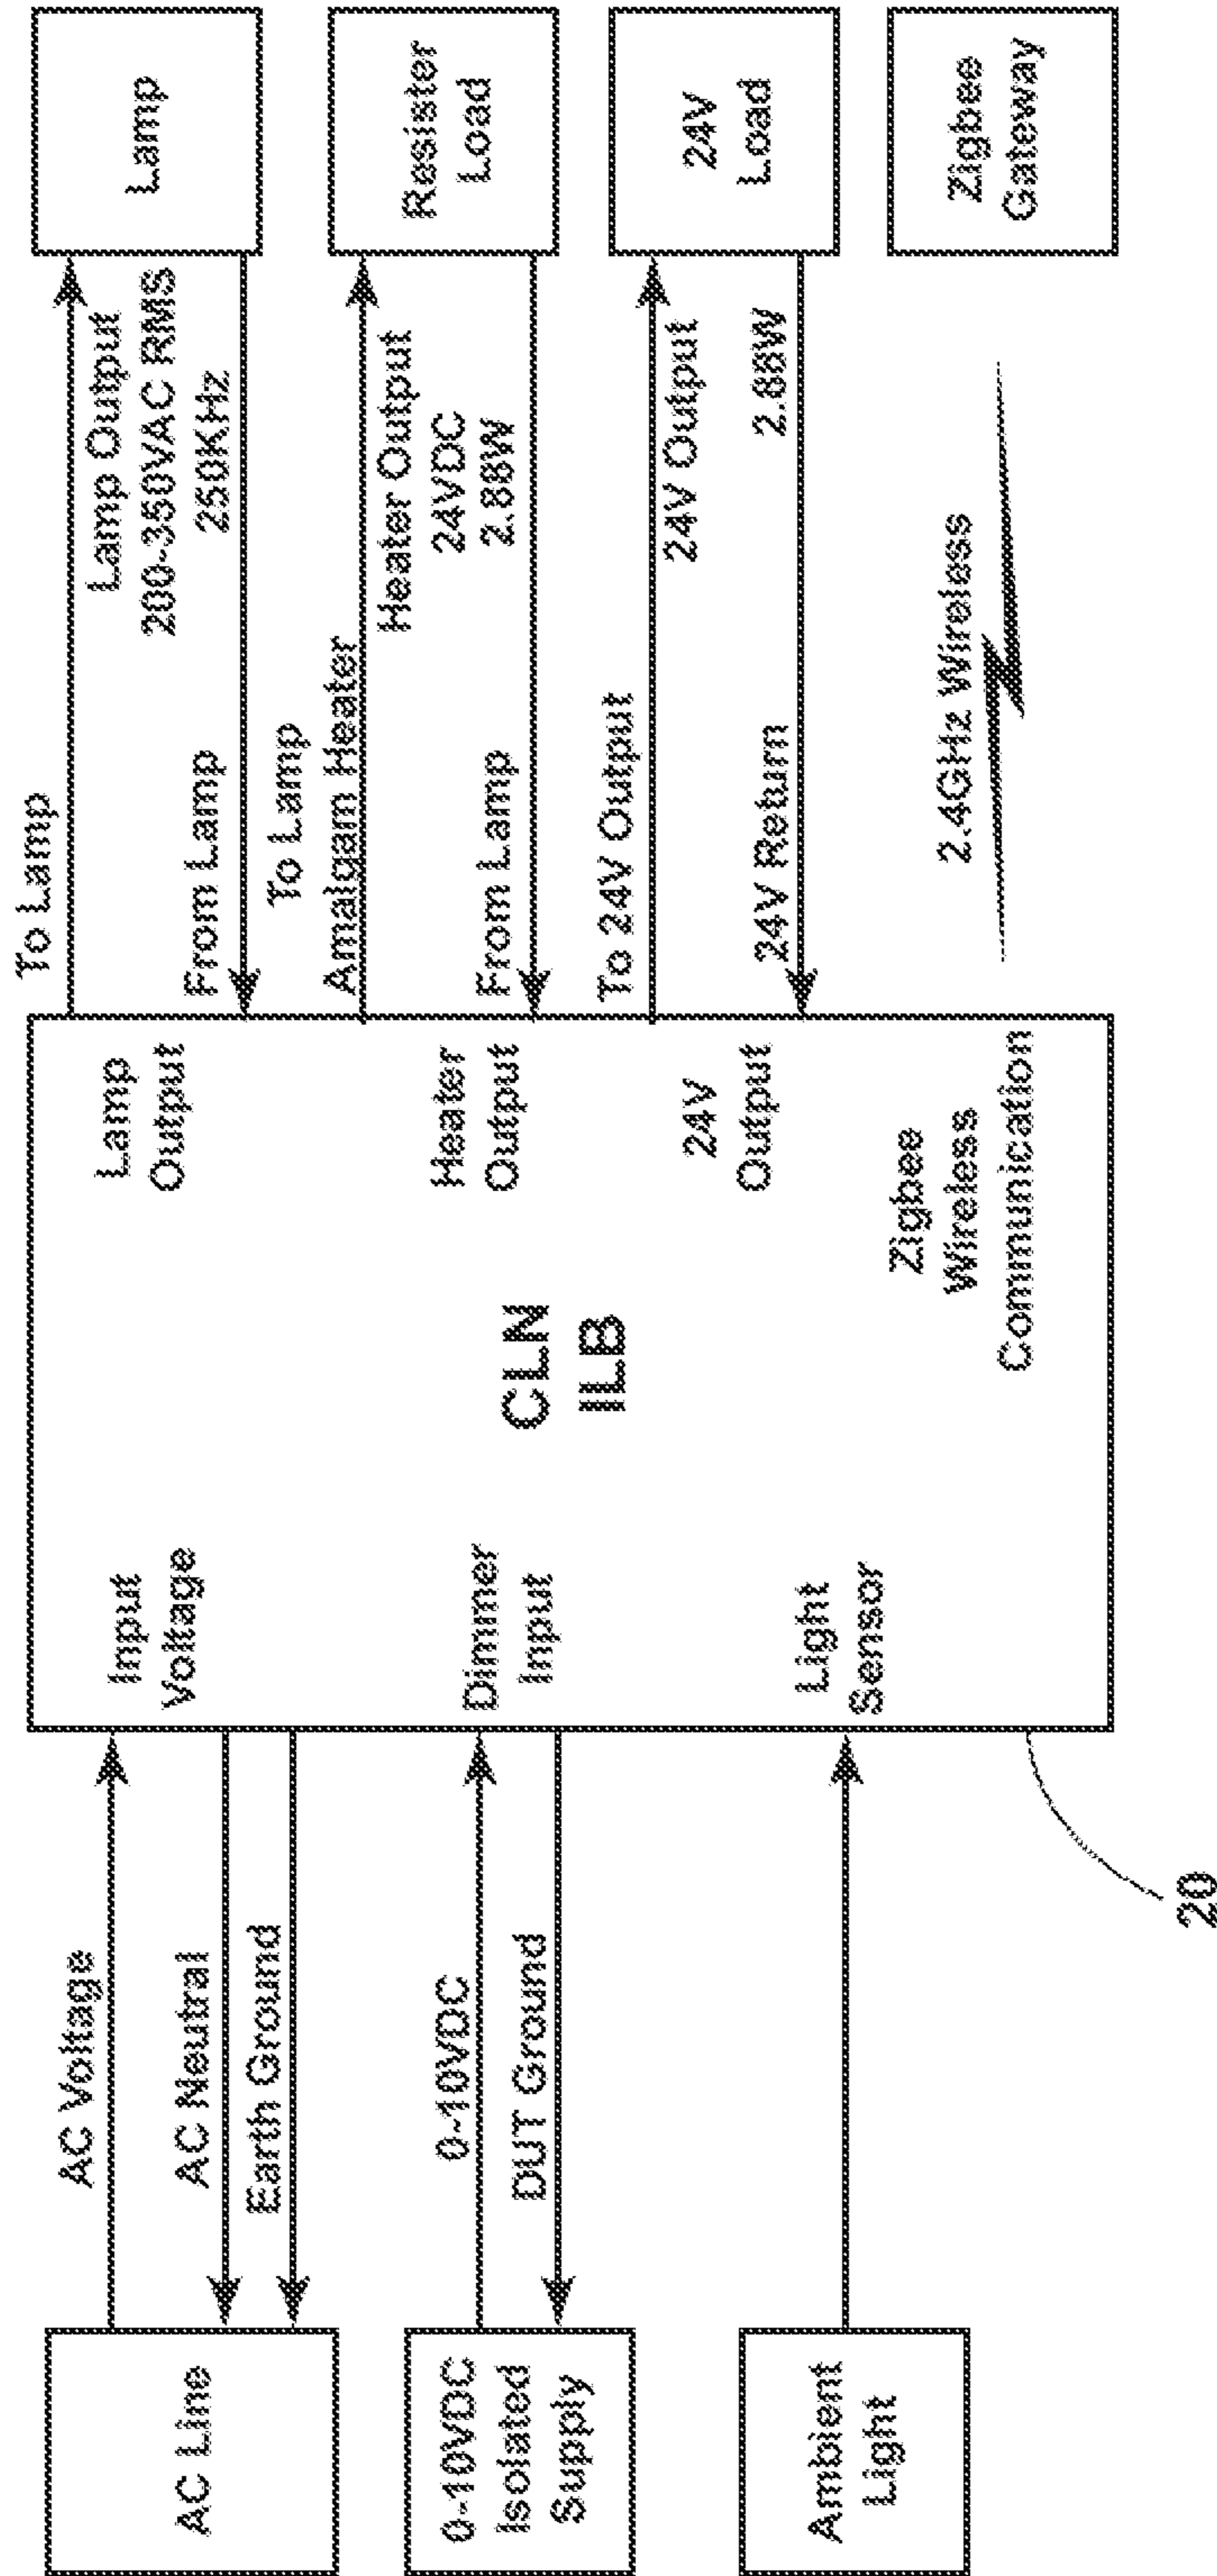 AC Line
0-10VDC
Isolated
Supply
Ambient
Light
AC Voltage
AC Neutral
Earth Ground
0-10VDC
DUT Ground
20
Input
Voltage
Dimmer
Input
Light
Sensor
CLN
ILB
Lamp
Output
Heater
Output
24V
Output
Zigbee
Wireless
Communication
To Lamp
Lamp Output
200-350VAC RMS
250KHz
From Lamp
To Lamp
Amalgam Heater
Heater Output
24VDC
2.88W
From Lamp
To 24V Output
24V Output
24V Return
2.88W
2.4GHz Wireless
Lamp
Resister
Load
24V
Load
Zigbee
Gateway